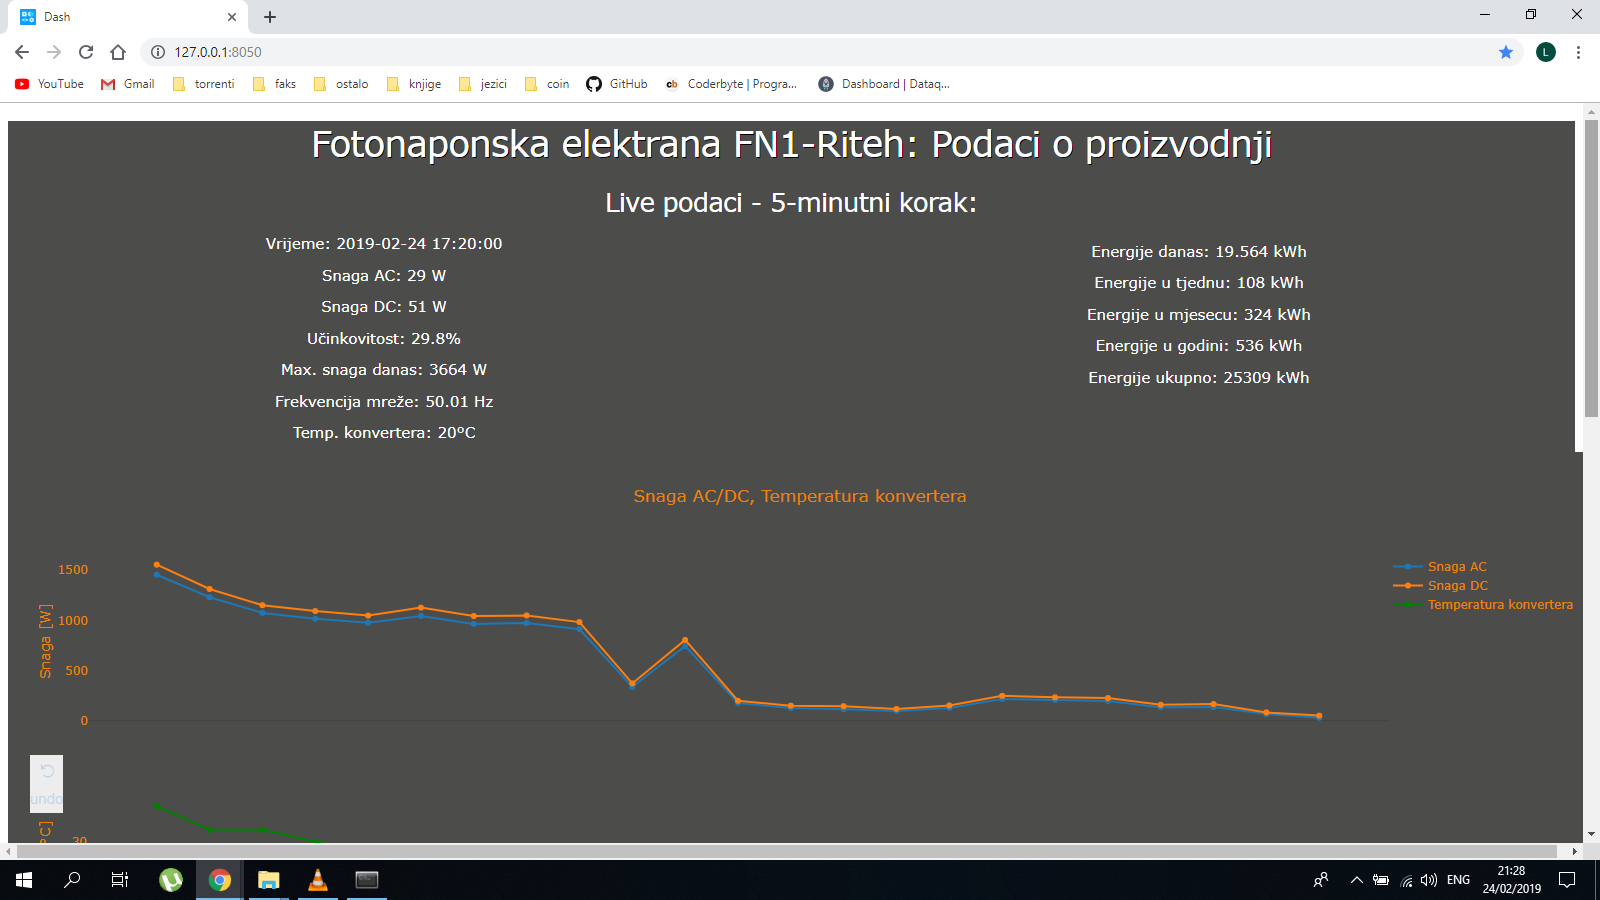 Dash
127.0.0.1:8050
YouTube
Gmail
torrenti
faks
ostalo
knjige
jezici
coin
GitHub
Coderbyte | Progra...
Dashboard | Dataq...
Fotonaponska elektrana FN1-Riteh: Podaci o proizvodnji
Live podaci - 5-minutni korak:
Vrijeme: 2019-02-24 17:20:00
Snaga AC: 29 W
Snaga DC: 51 W
Učinkovitost: 29.8%
Max. snaga danas: 3664 W
Frekvencija mreže: 50.01 Hz
Temp. konvertera: 20°C
Energije danas: 19.564 kWh
Energije u tjednu: 108 kWh
Energije u mjesecu: 324 kWh
Energije u godini: 536 kWh
Energije ukupno: 25309 kWh
Snaga AC/DC, Temperatura konvertera
Snaga [W]
1500
1000
500
0
Snaga AC
Snaga DC
Temperatura konvertera
undo
°C]
30
ENG
21:28
24/02/2019